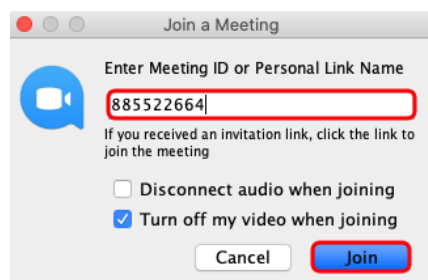 Join a Meeting
Enter Meeting ID or Personal Link Name
885522664
If you received an invitation link, click the link to
join the meeting
Disconnect audio when joining
Turn off my video when joining
Cancel Join